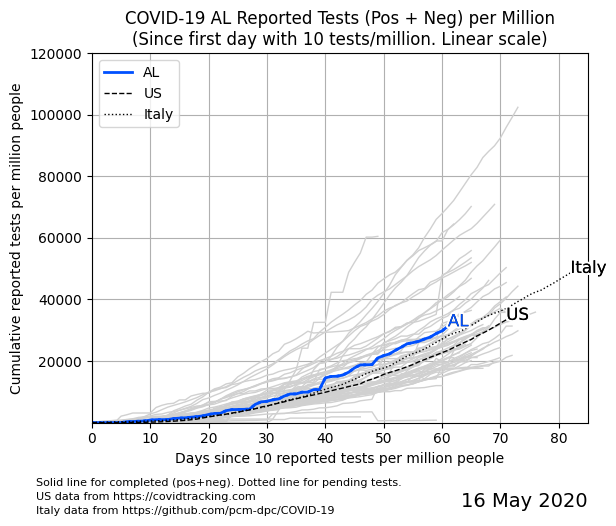 COVID-19 AL Reported Tests (Pos + Neg) per Million
(Since first day with 10 tests/million. Linear scale)
Cumulative reported tests per million people
120000
100000
80000
60000
40000
20000
AL
US
Italy
Italy
US
AL
0 10 20 30 40 50 60 70 80
Days since 10 reported tests per million people
Solid line for completed (pos+neg). Dotted line for pending tests.
US data from https://covidtracking.com
Italy data from https://github.com/pcm-dpc/COVID-19
16 May 2020